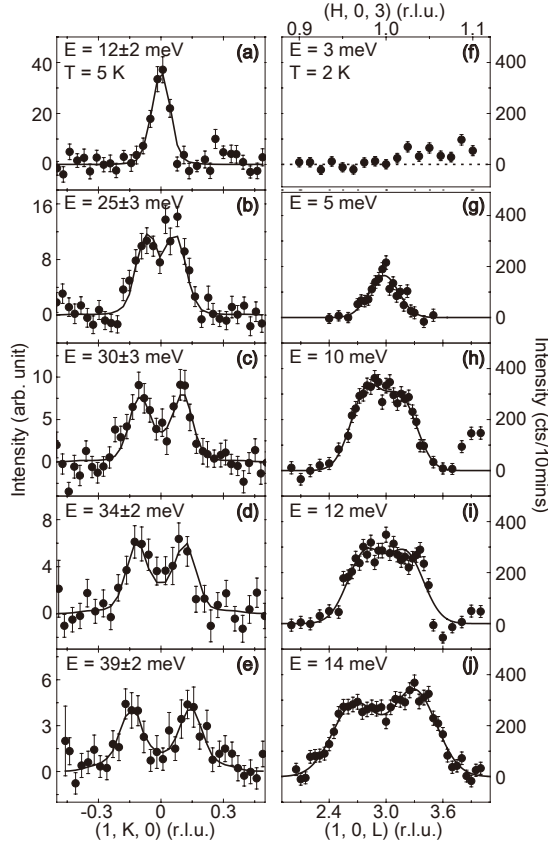 (H, 0, 3) (r.l.u.)
0.9 1.0 1.1
E = 12±2 meV (a)
T = 5 K
40
20
0
E = 3 meV (f)
T = 2 K
400
200
0
E = 25±3 meV (b)
16
8
0
E = 5 meV (g)
400
200
0
E = 30±3 meV (c)
10
5
0
E = 10 meV (h)
400
200
0
E = 34±2 meV (d)
6
3
0
E = 12 meV (i)
400
200
0
E = 39±2 meV (e)
6
3
0
E = 14 meV (j)
400
200
0
Intensity (arb. unit)
Intensity (cts/10mins)
-0.3 0 0.3
2.4 3.0 3.6
(1, K, 0) (r.l.u.)
(1, 0, L) (r.l.u.)